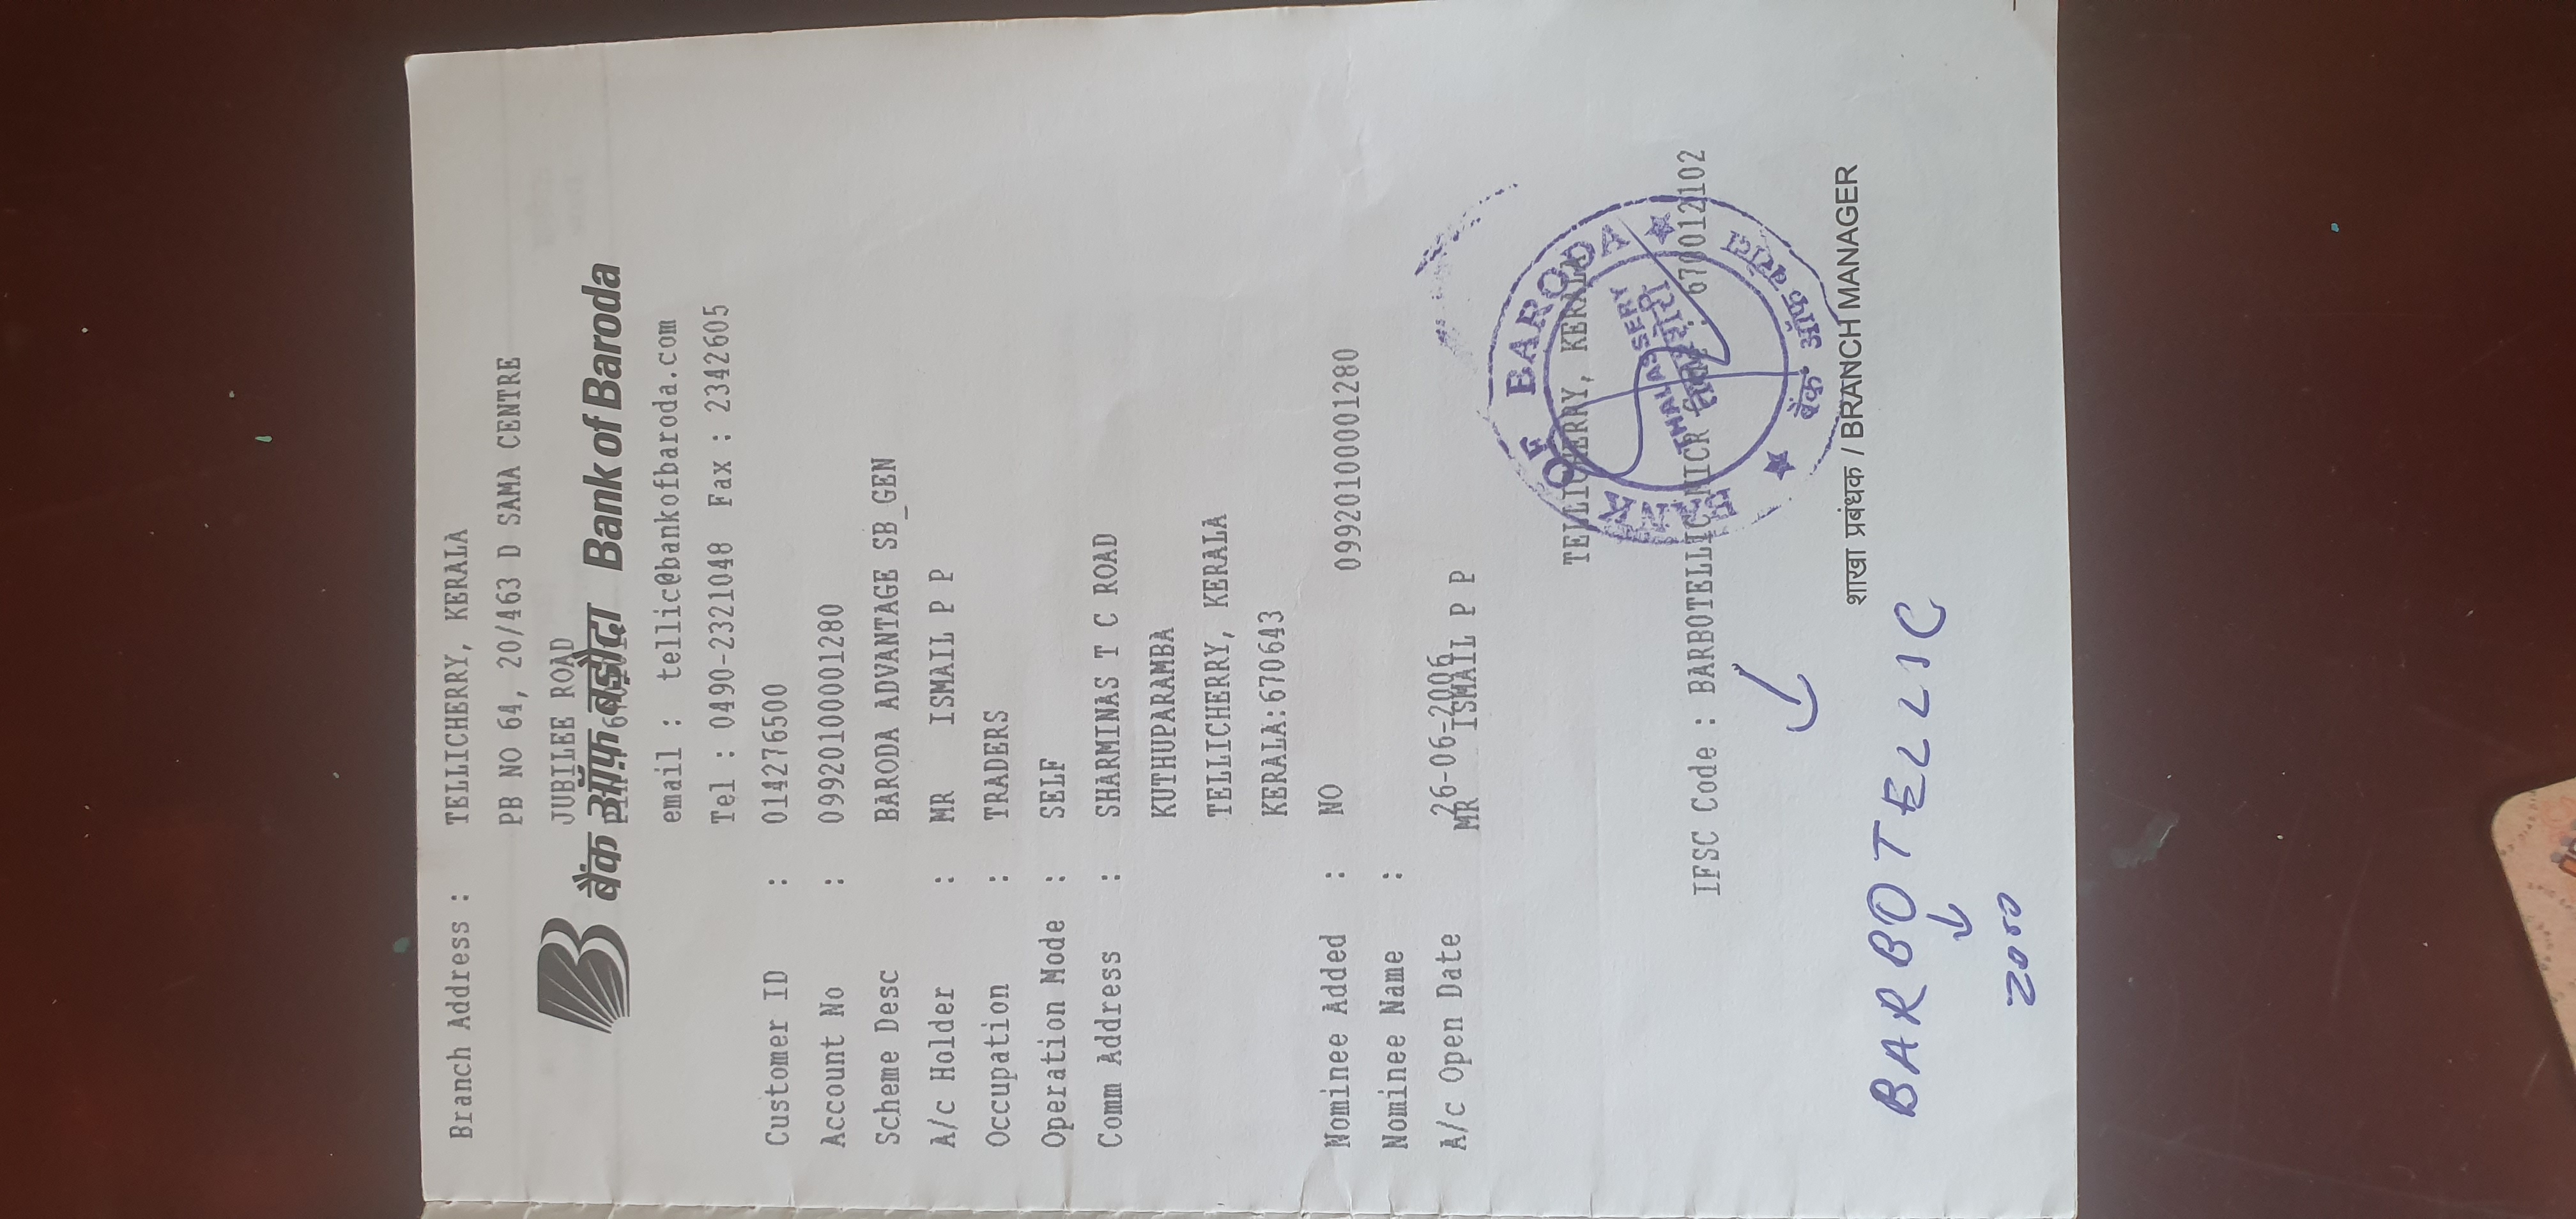 Branch Address : TELLICHERRY, KERALA
PB NO 64, 20/463 D SAMA CENTRE
JUBILEE ROAD
बैंक ऑफ़ बड़ौदा Bank of Baroda
email : tellic@bankofbaroda.com
Tel : 0490-2321048 Fax : 2342605
Customer ID : 014276500
Account No : 09920100001280
Scheme Desc BARODA ADVANTAGE SB_GEN
A/c Holder : MR ISMAIL P P
Occupation : TRADERS
Operation Mode : SELF
Comm Address : SHARMINAS T C ROAD
KUTHUPARAMBA
TELLICHERRY, KERALA
KERALA:670643
Nominee Added : NO
09920100001280
Nominee Name :
A/c Open Date 26-06-2006
MR ISMAIL P P
BANK OF BARODA
TELLICHERRY, KERALA
THALASSERY
तलश्शेरी
IFSC Code : BARBOTELLIC MICR Code : 670012102
बैंक ऑफ बरोदा
शाखा प्रबंधक / BRANCH MANAGER
BARBOTELLIC
zero